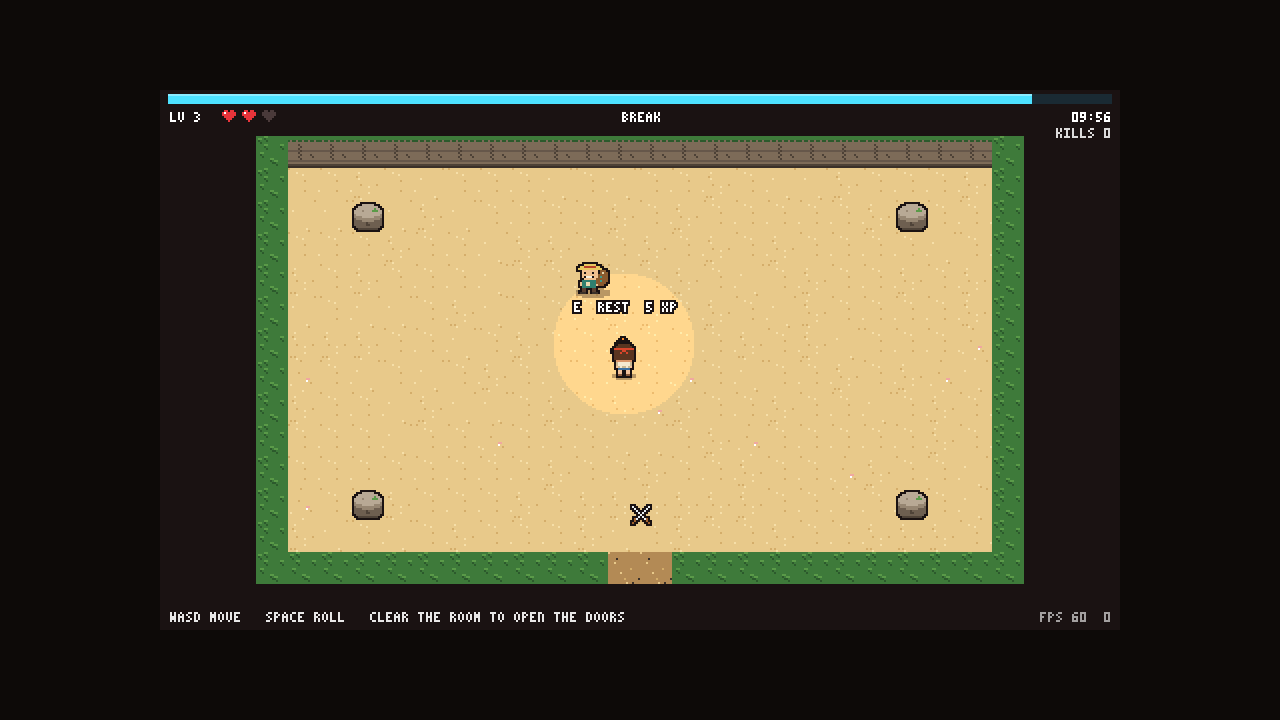 LV 3
BREAK
09:56
KILLS 0
E REST 5 XP
WASD MOVE SPACE ROLL CLEAR THE ROOM TO OPEN THE DOORS
FPS 60 0